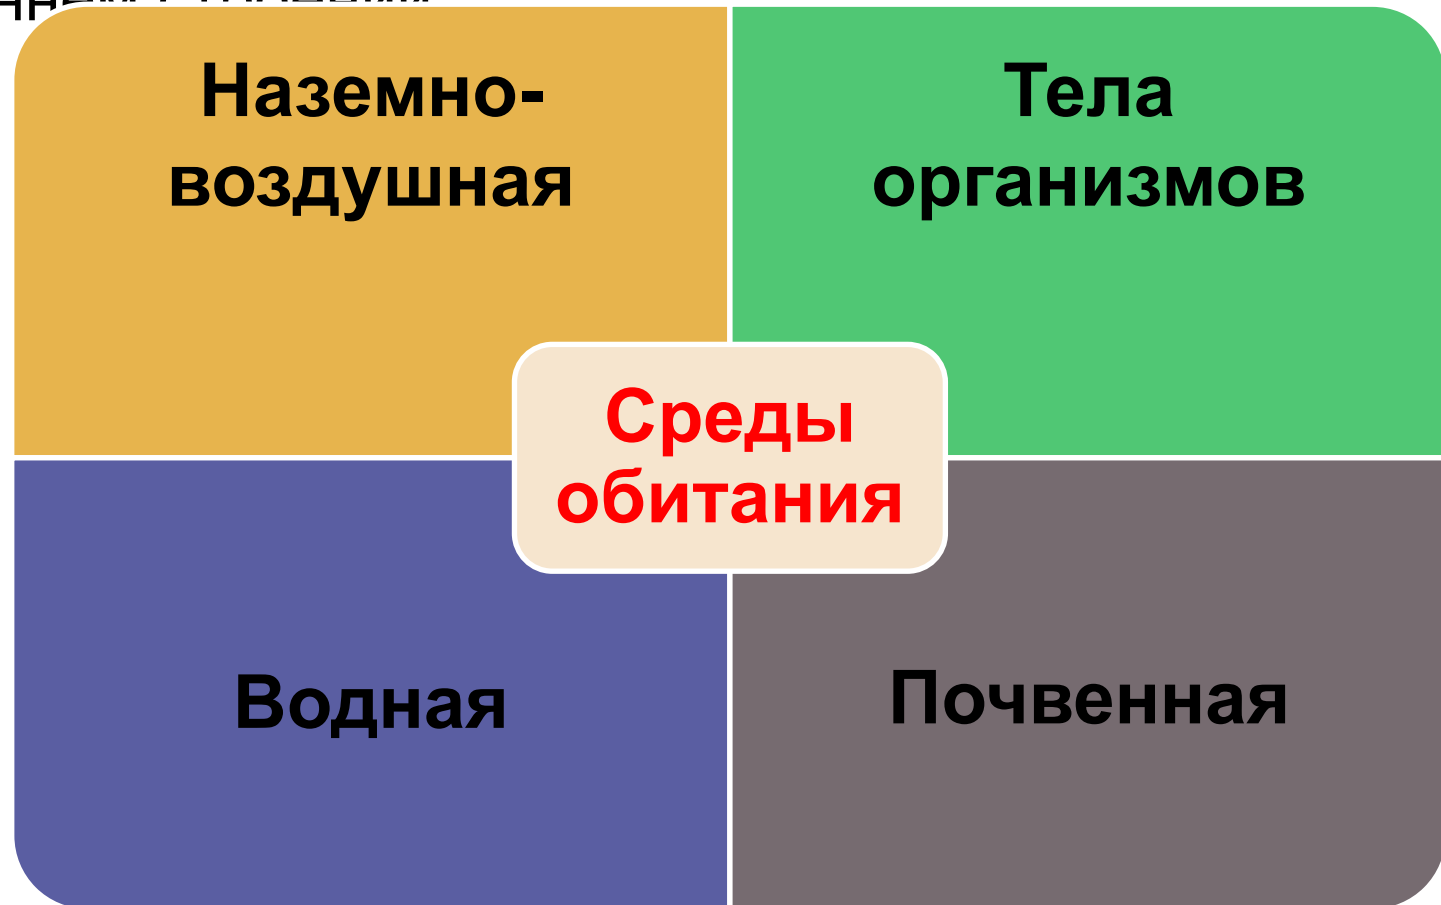 Наземно-
воздушная
Тела
организмов
Среды
обитания
Водная
Почвенная